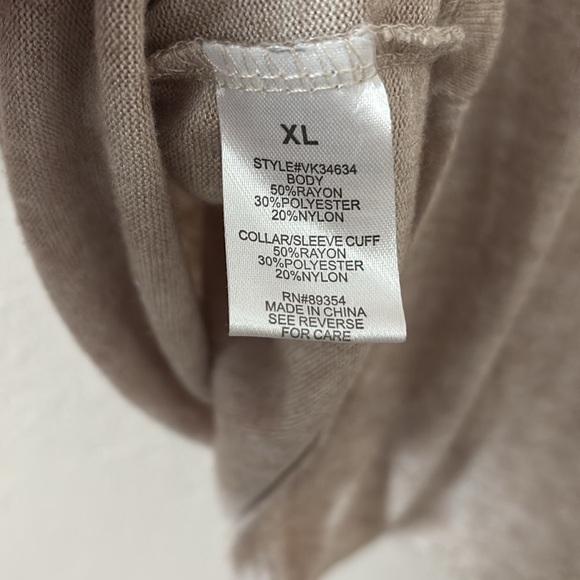 XL
STYLE#VK34634
BODY
50%RAYON
30%POLYESTER
20%NYLON
COLLAR/SLEEVE CUFF
50%RAYON
30%POLYESTER
20%NYLON
RN#89354
MADE IN CHINA
SEE REVERSE
FOR CARE